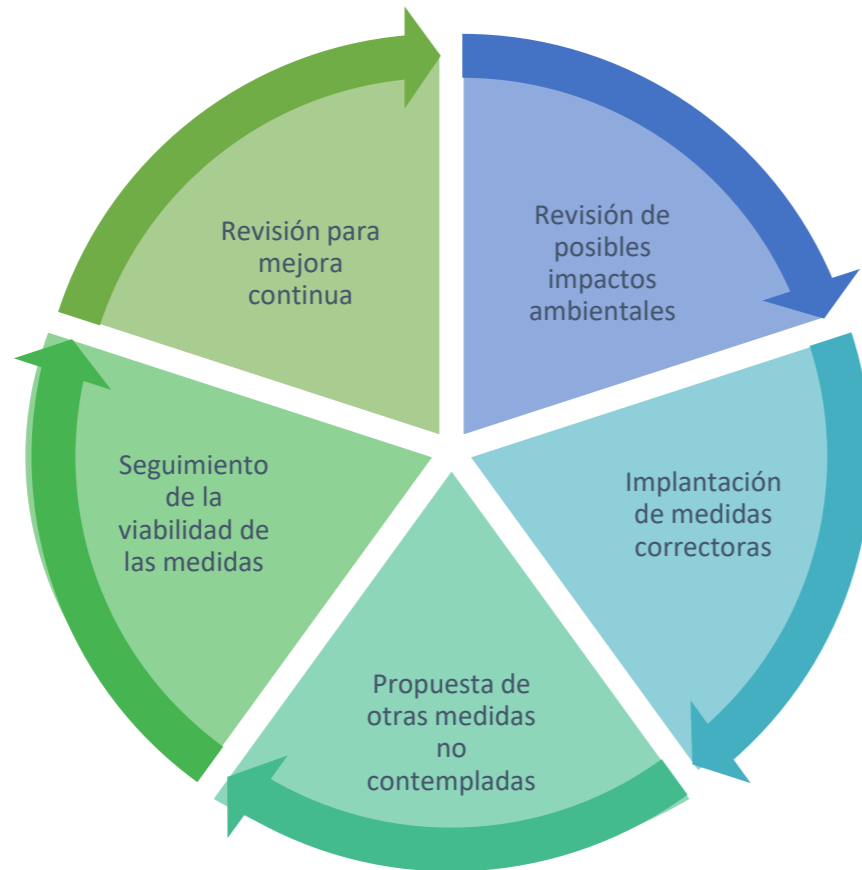 Revisión de
posibles
impactos
ambientales
Implantación
de medidas
correctoras
Propuesta de
otras medidas
no
contempladas
Seguimiento
de la
viabilidad de
las medidas
Revisión para
mejora
continua